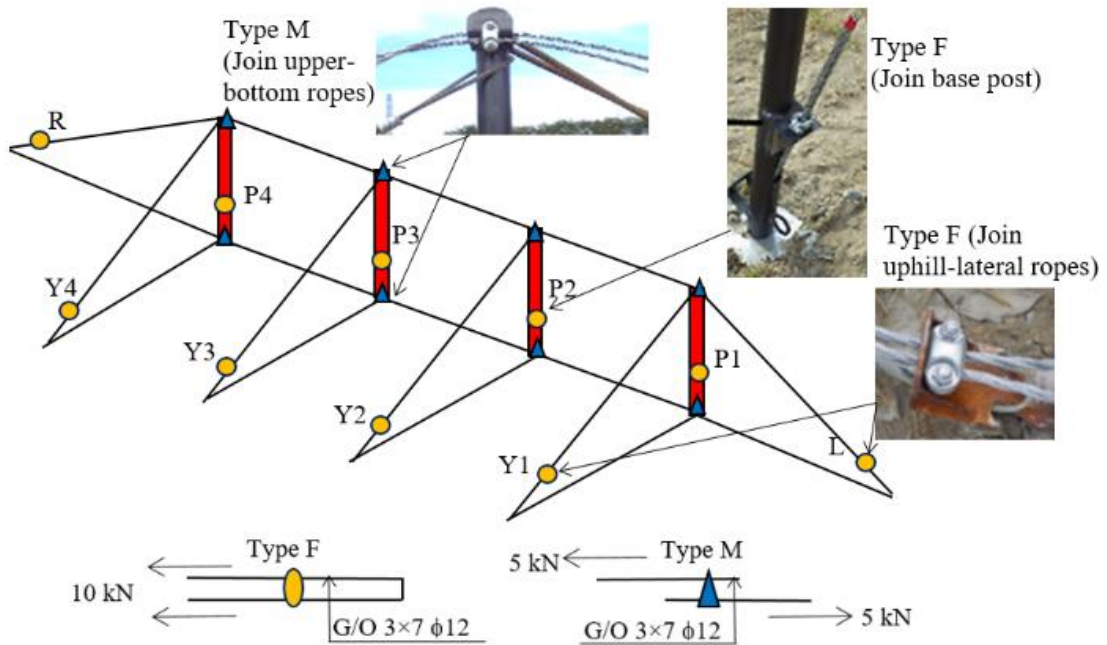 Type M
(Join upper-
bottom ropes)
Type F
(Join base post)
R
P4
P3
Type F (Join
uphill-lateral ropes)
P2
Y4
Y3
P1
Y2
Y1
L
Type F
Type M
5 kN
10 kN
5 kN
G/O 3×7 ϕ12
G/O 3×7 ϕ12